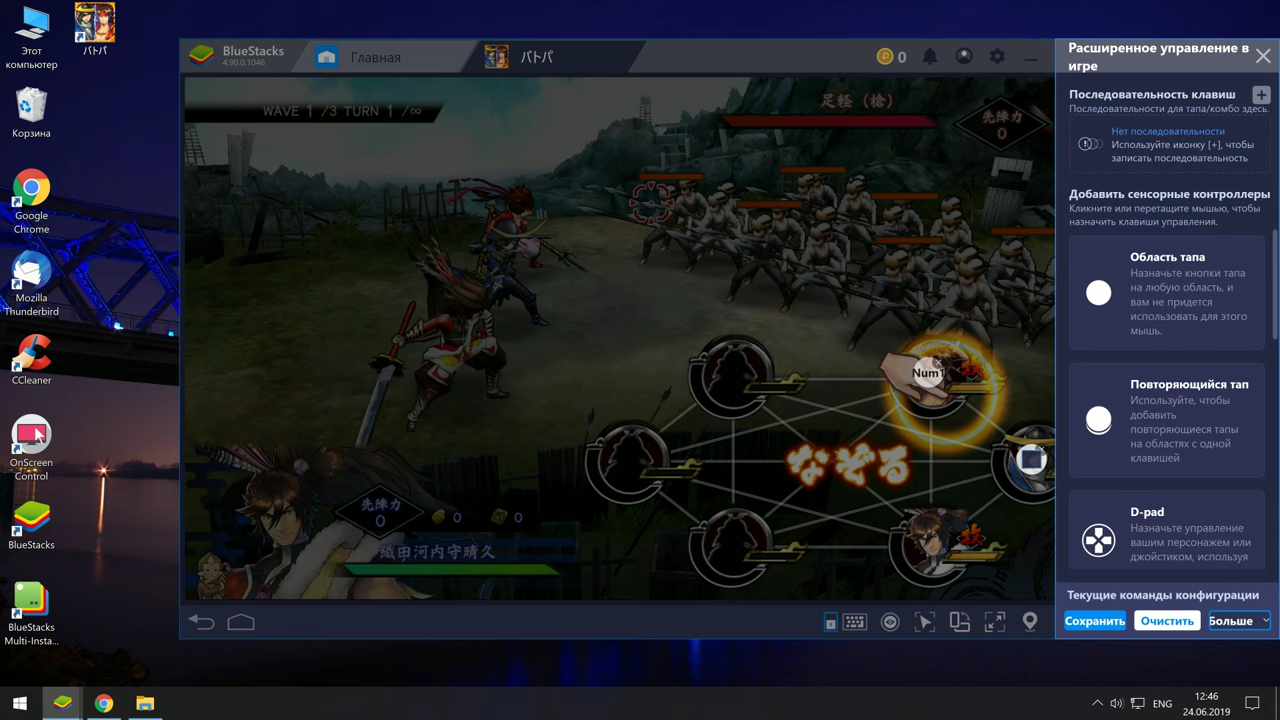 Этот
компьютер
バトパ
Корзина
Google
Chrome
Mozilla
Thunderbird
CCleaner
OnScreen
Control
BlueStacks
BlueStacks
Multi-Insta...
BlueStacks
4.90.0.1046
Главная
バトパ
0
WAVE 1 /3 TURN 1 /∞
足軽（槍）
先陣力
0
Num1
攻
なぞる
攻
先陣力
0
0
0
織田河内守晴久
Расширенное управление в
игре
Последовательность клавиш
Последовательности для тапа/комбо здесь.
Нет последовательности
Используйте иконку [+], чтобы
записать последовательность
Добавить сенсорные контроллеры
Кликните или перетащите мышью, чтобы
назначить клавиши управления.
Область тапа
Назначьте кнопки тапа
на любую область, и
вам не придется
использовать для этого
мышь.
Повторяющийся тап
Используйте, чтобы
добавить
повторяющиеся тапы
на областях с одной
клавишей
D-pad
Назначьте управление
вашим персонажем или
джойстиком, используя
Текущие команды конфигурации
Сохранить
Очистить
Больше
ENG
12:46
24.06.2019